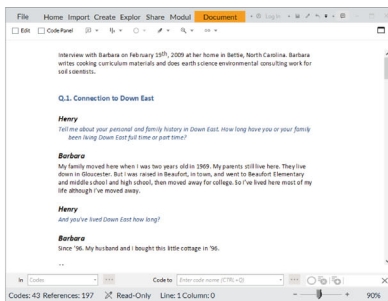 File Home Import Create Explor Share Modul Document Log In
Edit Code Panel
Interview with Barbara on February 19th, 2009 at her home in Bettie, North Carolina. Barbara
writes cooking curriculum materials and does earth science environmental consulting work for
soil scientists.
Q.1. Connection to Down East
Henry
Tell me about your personal and family history in Down East. How long have you or your family
been living Down East full time or part time?
Barbara
My family moved here when I was two years old in 1969. My parents still live here. They live
down in Gloucester. But I was raised in Beaufort, in town, and went to Beaufort Elementary
and middle school and high school, then moved away for college. So I've lived here most of my
life although I've moved away.
Henry
And you've lived Down East how long?
Barbara
Since '96. My husband and I bought this little cottage in '96.
In Codes Code to Enter code name (CTRL+Q)
Codes: 43 References: 197 Read-Only Line: 1 Column: 0 90%